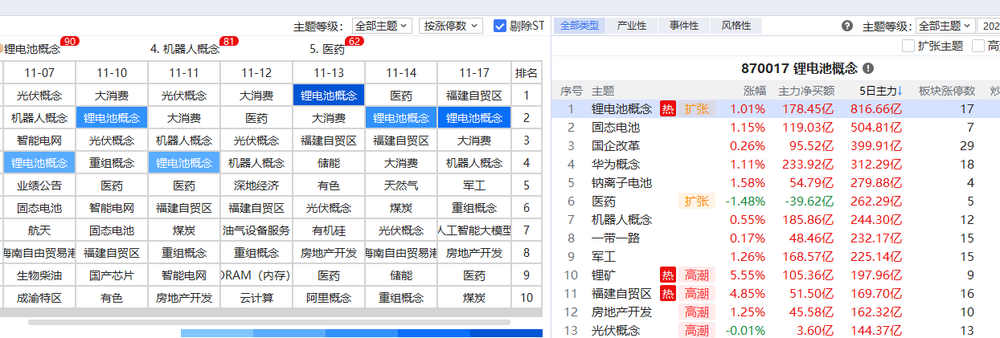 主题等级: 全部主题 按涨停数 剔除ST
锂电池概念 90 4. 机器人概念 81 5. 医药 62
11-07 11-10 11-11 11-12 11-13 11-14 11-17 排名
光伏概念 大消费 光伏概念 大消费 锂电池概念 医药 福建自贸区 1
机器人概念 锂电池概念 大消费 医药 大消费 锂电池概念 锂电池概念 2
智能电网 光伏概念 机器人概念 光伏概念 福建自贸区 福建自贸区 大消费 3
锂电池概念 重组概念 锂电池概念 机器人概念 储能 大消费 机器人概念 4
业绩公告 医药 医药 深地经济 有色 天然气 军工 5
固态电池 智能电网 福建自贸区 福建自贸区 光伏概念 煤炭 重组概念 6
航天 固态电池 煤炭 油气设备服务 有机硅 光伏概念 人工智能大模型 7
海南自由贸易港 福建自贸区 重组概念 重组概念 房地产开发 海南自由贸易港 房地产开发 8
生物柴油 国产芯片 智能电网 DRAM（内存） 医药 储能 医药 9
成渝特区 有色 房地产开发 云计算 阿里概念 重组概念 煤炭 10
全部类型 产业性 事件性 风格性 ? 主题等级: 全部主题 202
扩张主题 高
870017 锂电池概念
序号 主题 涨幅 主力净买额 5日主力↓ 板块涨停数 炒
1 锂电池概念 热 扩张 1.01% 178.45亿 816.66亿 17
2 固态电池 1.15% 119.03亿 504.81亿 7
3 国企改革 0.26% 95.52亿 399.91亿 29
4 华为概念 1.11% 233.92亿 312.29亿 18
5 钠离子电池 1.58% 54.79亿 279.88亿 4
6 医药 扩张 -1.48% -39.62亿 262.29亿 5
7 机器人概念 0.55% 185.86亿 244.30亿 12
8 一带一路 0.17% 48.46亿 232.17亿 15
9 军工 1.26% 168.57亿 225.14亿 15
10 锂矿 热 高潮 5.55% 105.36亿 197.96亿 9
11 福建自贸区 热 高潮 4.85% 51.50亿 169.70亿 16
12 房地产开发 高潮 1.25% 45.58亿 162.32亿 10
13 光伏概念 高潮 -0.01% 3.60亿 144.37亿 13